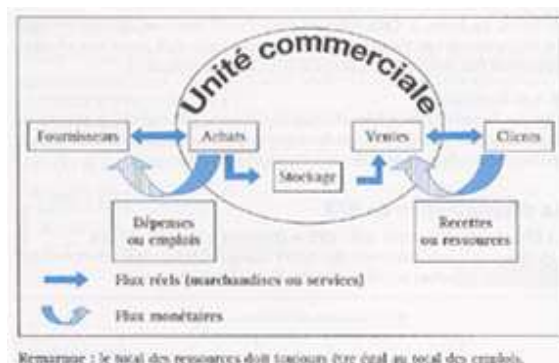 Unité commerciale
Fournisseurs
Achats
Ventes
Clients
Stockage
Dépenses
ou emplois
Recettes
ou ressources
Flux réels (marchandises ou services)
Flux monétaires
Remarque : le total des ressources doit toujours être égal au total des emplois.